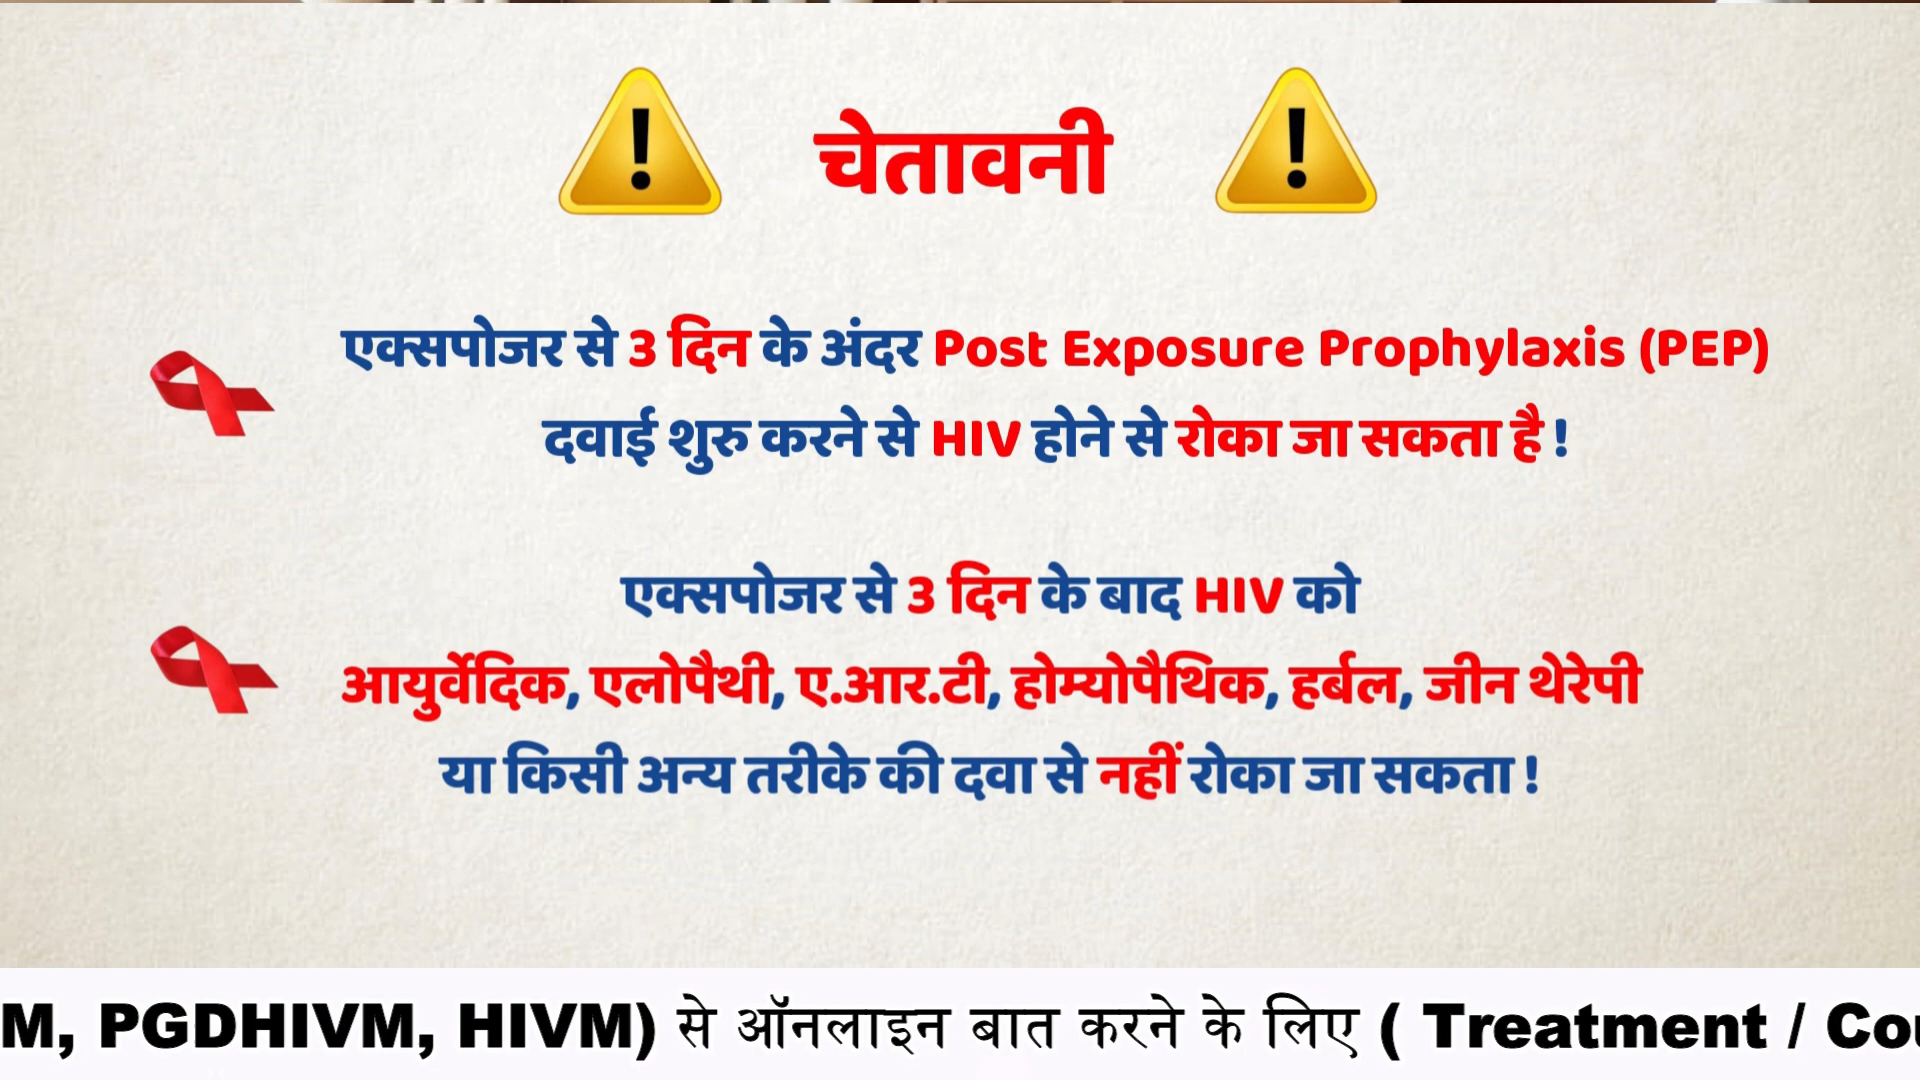 चेतावनी
एक्सपोजर से 3 दिन के अंदर Post Exposure Prophylaxis (PEP)
दवाई शुरु करने से HIV होने से रोका जा सकता है !
एक्सपोजर से 3 दिन के बाद HIV को
आयुर्वेदिक, एलोपैथी, ए.आर.टी, होम्योपैथिक, हर्बल, जीन थेरेपी
या किसी अन्य तरीके की दवा से नहीं रोका जा सकता !
M, PGDHIVM, HIVM) से ऑनलाइन बात करने के लिए ( Treatment /